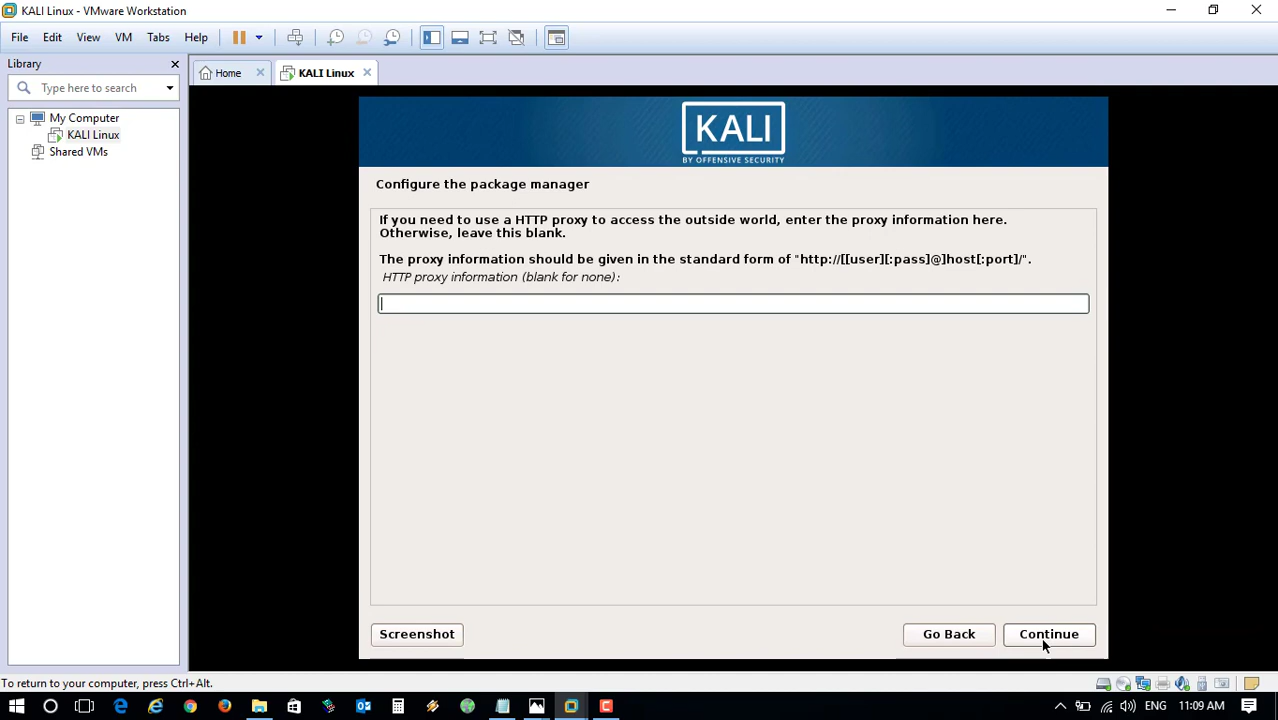 KALI Linux - VMware Workstation
File Edit View VM Tabs Help
Library
Type here to search
My Computer
KALI Linux
Shared VMs
Home
KALI Linux
KALI
BY OFFENSIVE SECURITY
Configure the package manager
If you need to use a HTTP proxy to access the outside world, enter the proxy information here.
Otherwise, leave this blank.
The proxy information should be given in the standard form of "http://[[user][:pass]@]host[:port]/".
HTTP proxy information (blank for none):
Screenshot Go Back Continue
To return to your computer, press Ctrl+Alt.
ENG 11:09 AM